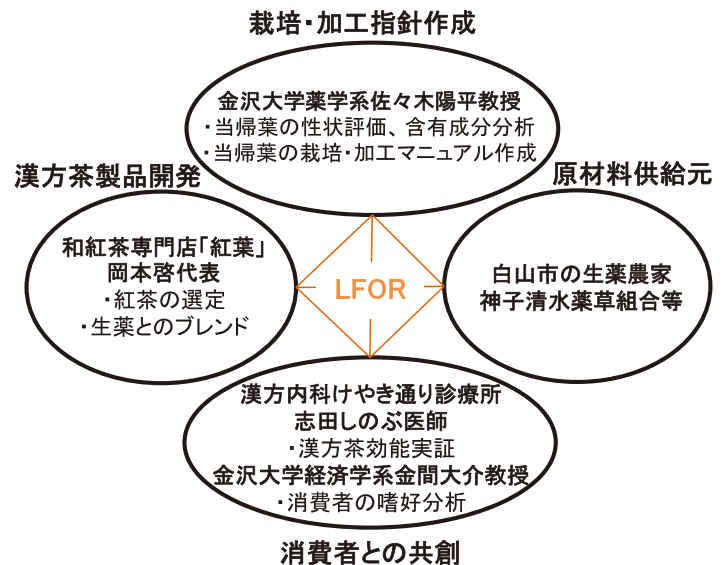 栽培・加工指針作成
金沢大学薬学系佐々木陽平教授
・当帰葉の性状評価、含有成分分析
・当帰葉の栽培・加工マニュアル作成
漢方茶製品開発
和紅茶専門店「紅葉」
岡本啓代表
・紅茶の選定
・生薬とのブレンド
LFOR
原材料供給元
白山市の生薬農家
神子清水薬草組合等
漢方内科けやき通り診療所
志田しのぶ医師
・漢方茶効能実証
金沢大学経済学系金間大介教授
・消費者の嗜好分析
消費者との共創